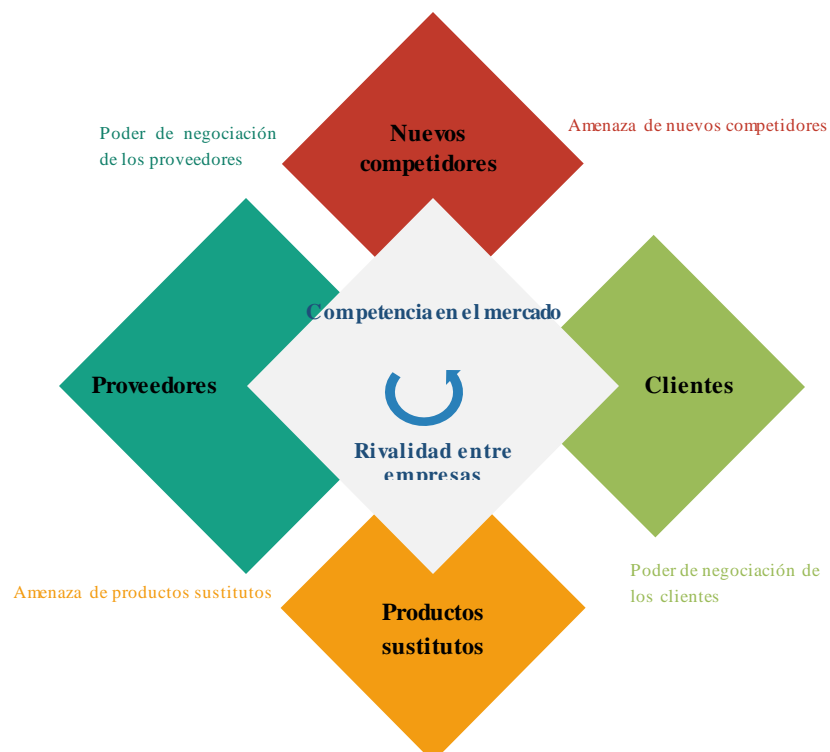 Poder de negociación
de los proveedores
Nuevos
competidores
Amenaza de nuevos competidores
Competencia en el mercado
Proveedores
Clientes
Rivalidad entre
empresas
Amenaza de productos sustitutos
Productos
sustitutos
Poder de negociación de
los clientes